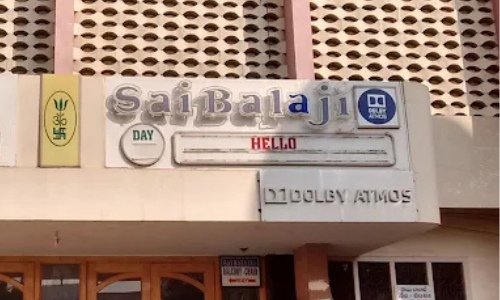 Sai Balaji
DOLBY
ATMOS
DAY
HELLO
DOLBY ATMOS